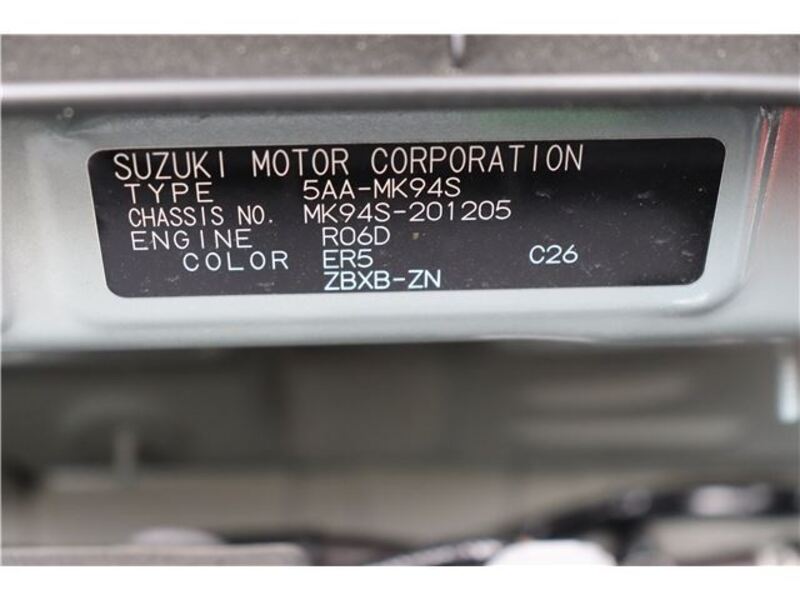 SUZUKI MOTOR CORPORATION
TYPE 5AA-MK94S
CHASSIS NO. MK94S-201205
ENGINE R06D
COLOR ER5 C26
ZBXB-ZN